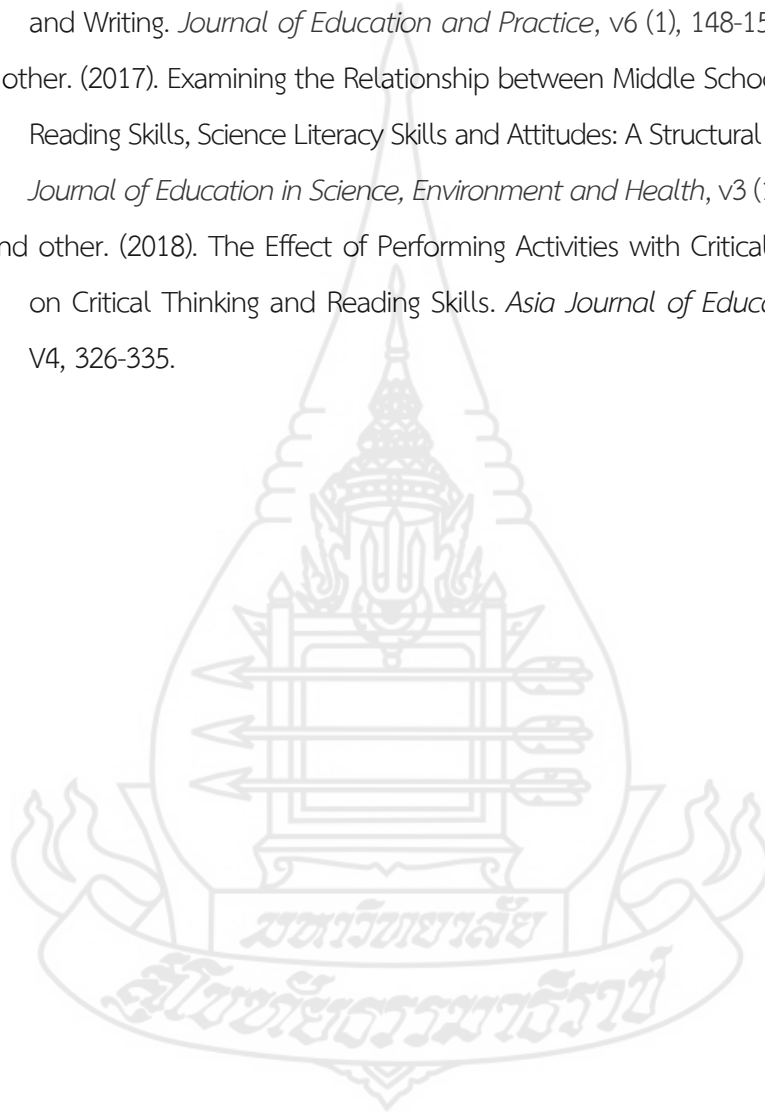 and Writing. Journal of Education and Practice, v6 (1), 148-15
other. (2017). Examining the Relationship between Middle Schoo
Reading Skills, Science Literacy Skills and Attitudes: A Structural
Journal of Education in Science, Environment and Health, v3 (
nd other. (2018). The Effect of Performing Activities with Critical
on Critical Thinking and Reading Skills. Asia Journal of Educa
V4, 326-335.
มหาวิทยาลัย
สุโขทัยธรรมาธิราช